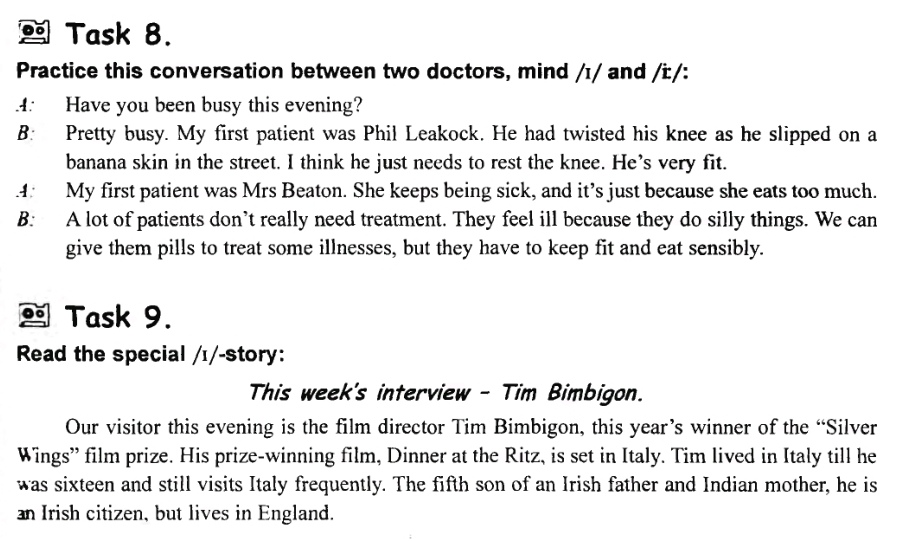 Task 8.
Practice this conversation between two doctors, mind /ɪ/ and /iː/:
A: Have you been busy this evening?
B: Pretty busy. My first patient was Phil Leakock. He had twisted his knee as he slipped on a
banana skin in the street. I think he just needs to rest the knee. He's very fit.
A: My first patient was Mrs Beaton. She keeps being sick, and it's just because she eats too much.
B: A lot of patients don't really need treatment. They feel ill because they do silly things. We can
give them pills to treat some illnesses, but they have to keep fit and eat sensibly.
Task 9.
Read the special /ɪ/-story:
This week's interview - Tim Bimbigon.
Our visitor this evening is the film director Tim Bimbigon, this year's winner of the “Silver
Wings” film prize. His prize-winning film, Dinner at the Ritz, is set in Italy. Tim lived in Italy till he
was sixteen and still visits Italy frequently. The fifth son of an Irish father and Indian mother, he is
an Irish citizen, but lives in England.